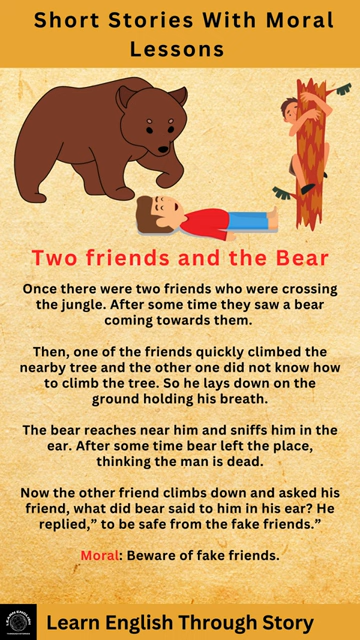 Short Stories With Moral
Lessons
Two friends and the Bear
Once there were two friends who were crossing
the jungle. After some time they saw a bear
coming towards them.
Then, one of the friends quickly climbed the
nearby tree and the other one did not know how
to climb the tree. So he lays down on the
ground holding his breath.
The bear reaches near him and sniffs him in the
ear. After some time bear left the place,
thinking the man is dead.
Now the other friend climbs down and asked his
friend, what did bear said to him in his ear? He
replied,” to be safe from the fake friends.”
Moral: Beware of fake friends.
Learn English Through Story